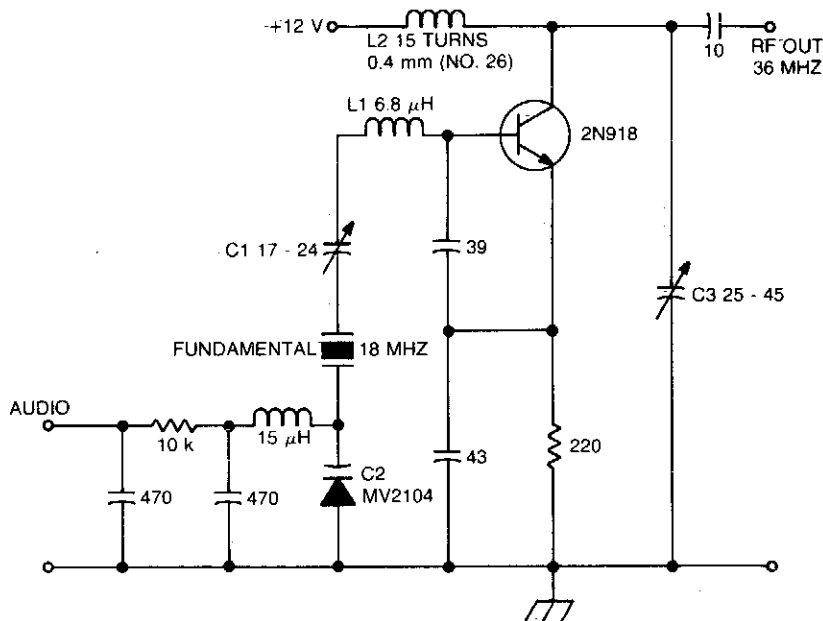 -+12 V
L2 15 TURNS
0.4 mm (NO. 26)
10
RF OUT
36 MHZ
L1 6.8 μH
2N918
C1 17 - 24
39
C3 25 - 45
FUNDAMENTAL
18 MHZ
AUDIO
10 k
15 μH
C2
MV2104
43
220
470
470